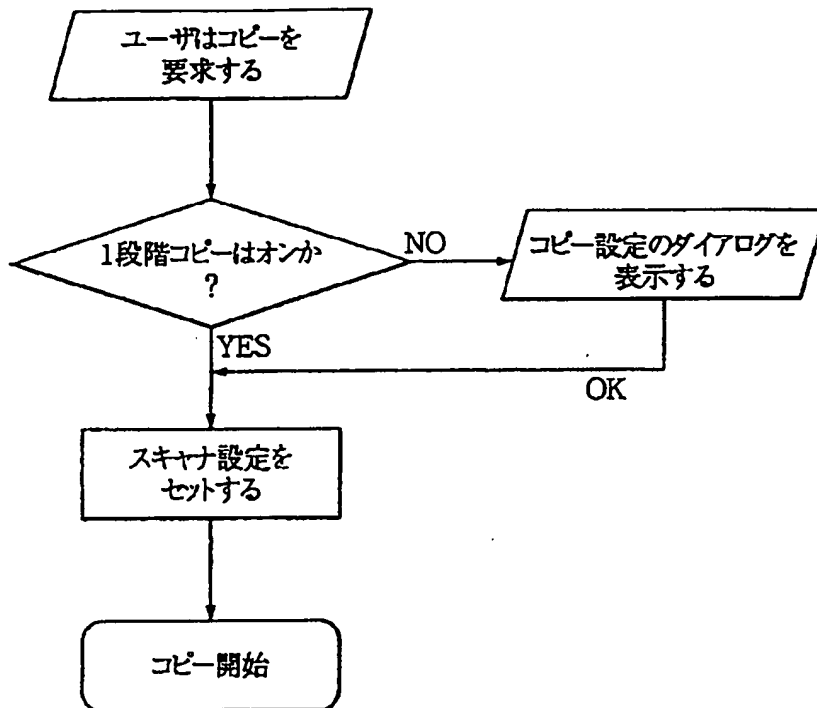 ユーザはコピーを
要求する
1段階コピーはオンか
?
NO
コピー設定のダイアログを
表示する
YES
OK
スキャナ設定を
セットする
コピー開始